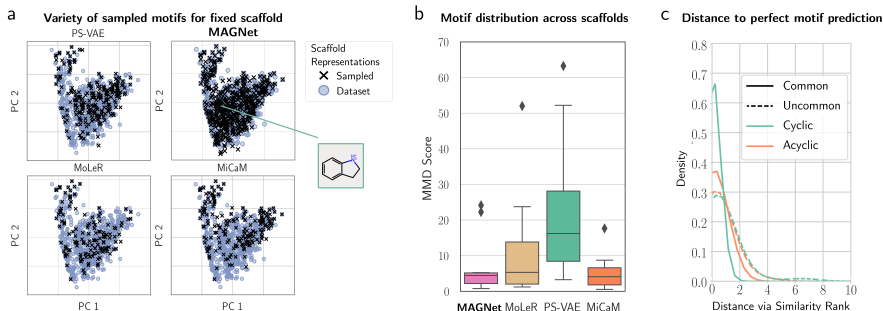 a
Variety of sampled motifs for fixed scaffold
PS-VAE
MAGNet
PC 2
PC 2
Scaffold
Representations
Sampled
Dataset
MoLeR
MiCaM
PC 2
PC 2
PC 1
PC 1
b
Motif distribution across scaffolds
MMD Score
70
60
50
40
30
20
10
0
MAGNet MoLeR PS-VAE MiCaM
c
Distance to perfect motif prediction
Density
0.8
0.7
0.6
0.5
0.4
0.3
0.2
0.1
0.0
Common
Uncommon
Cyclic
Acyclic
0 2 4 6 8 10
Distance via Similarity Rank